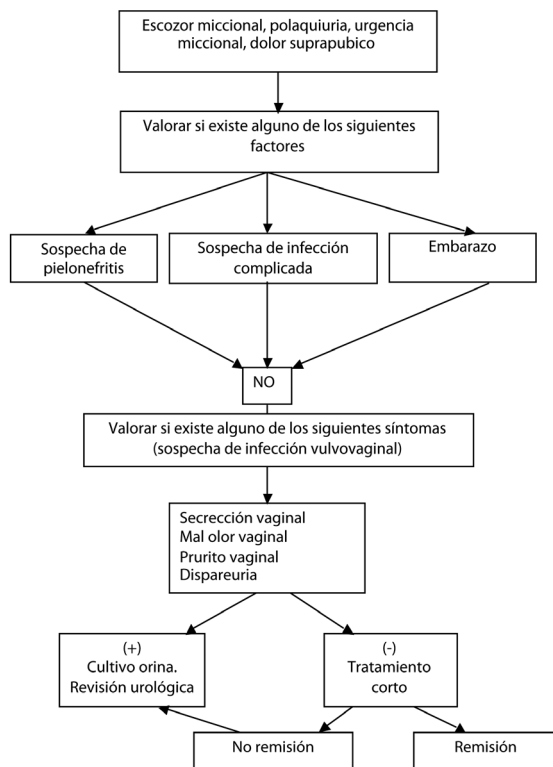 Escozor miccional, polaquiuria, urgencia
miccional, dolor suprapubico
Valorar si existe alguno de los siguientes
factores
Sospecha de
pielonefritis
Sospecha de infección
complicada
Embarazo
NO
Valorar si existe alguno de los siguientes síntomas
(sospecha de infección vulvovaginal)
Secrección vaginal
Mal olor vaginal
Prurito vaginal
Dispareuria
(+)
Cultivo orina.
Revisión urológica
(-)
Tratamiento
corto
No remisión
Remisión